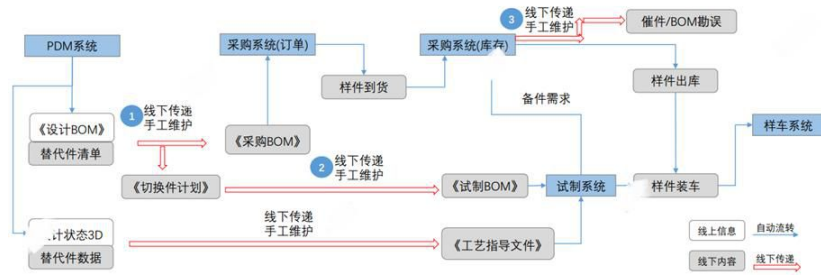 PDM系统
采购系统(订单)
采购系统(库存)
3
线下传递
手工维护
催件/BOM勘误
样件到货
样件出库
《设计BOM》
替代件清单
1
线下传递
手工维护
《采购BOM》
备件需求
样车系统
《切换件计划》
2
线下传递
手工维护
《试制BOM》
试制系统
样件装车
计状态3D
替代件数据
线下传递
手工维护
《工艺指导文件》
线上信息
自动流转
线下内容
线下传递